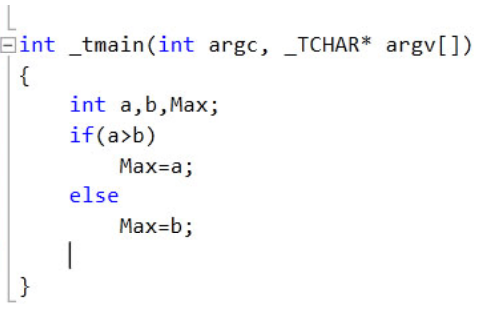 int _tmain(int argc, _TCHAR* argv[])
{
    int a,b,Max;
    if(a>b)
        Max=a;
    else
        Max=b;

}